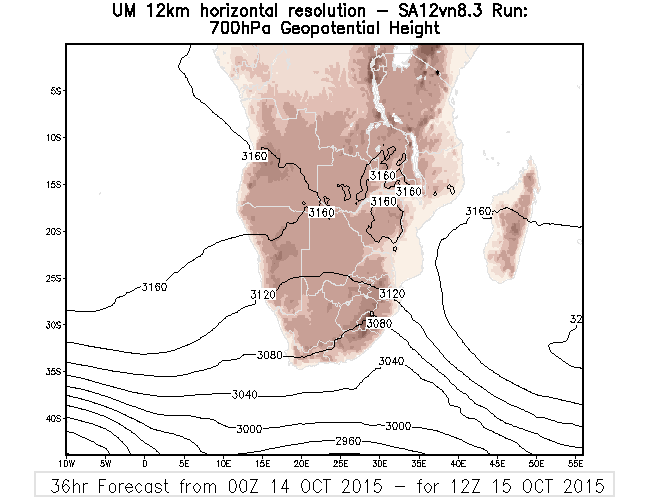 UM 12km horizontal resolution - SA12vn8.3 Run:
700hPa Geopotential Height
5S
10S
3160
3160
15S
3160
3160
3160
3160
20S
25S
3160
3120
3120
32
30S
3080
3080
35S
3040
3040
40S
3000
3000
2960
10W 5W 0 5E 10E 15E 20E 25E 30E 35E 40E 45E 50E 55E
36hr Forecast from 00Z 14 OCT 2015 - for 12Z 15 OCT 2015